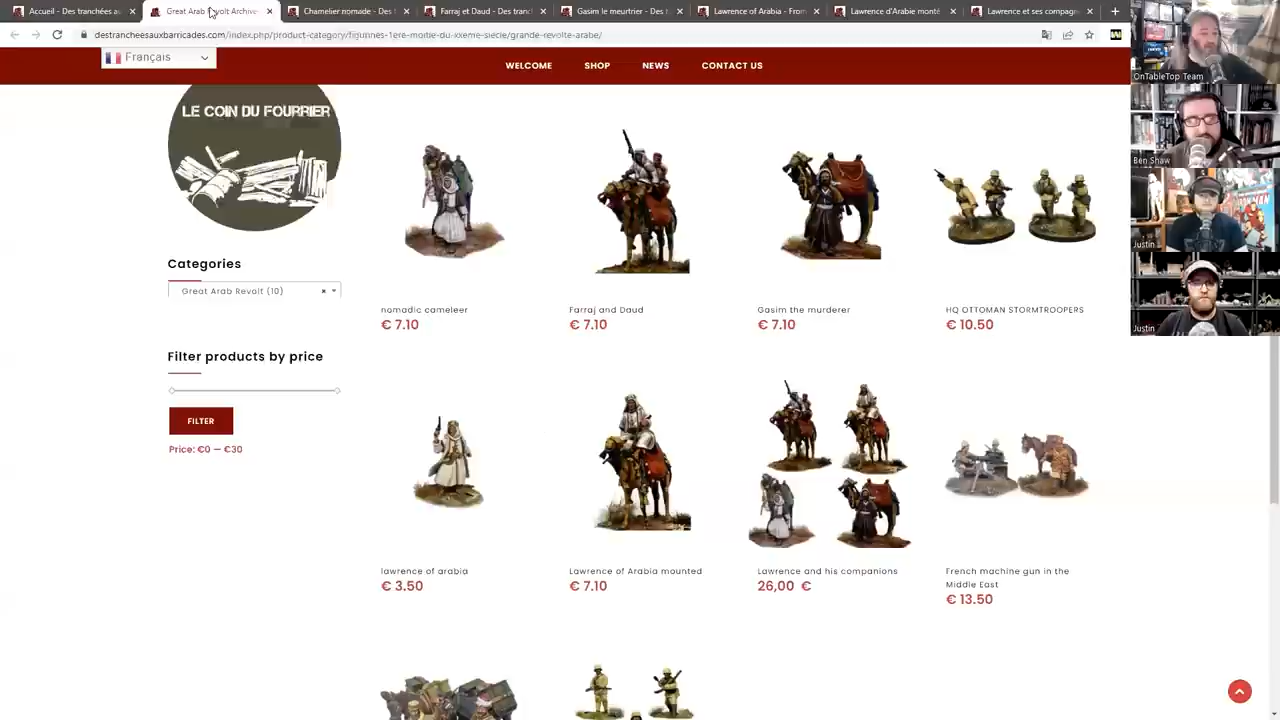 Accueil - Des tranchées au
Great Arab Revolt Archive
Chamelier nomade - Des t
Farraj et Daud - Des tranc
Gasim le meurtrier - Des t
Lawrence of Arabia - From
Lawrence d'Arabie monté
Lawrence et ses compagn
destrancheesauxbarricades.com/index.php/product-category/figurines-1ere-moitie-du-xxeme-siecle/grande-revolte-arabe/
Français
WELCOME
SHOP
NEWS
CONTACT US
OnTableTop Team
Ben Shaw
Justin
Justin
LE COIN DU FOURRIER
Categories
Great Arab Revolt (10)
Filter products by price
FILTER
Price: €0 — €30
nomadic cameleer
€ 7.10
Farraj and Daud
€ 7.10
Gasim the murderer
€ 7.10
HQ OTTOMAN STORMTROOPERS
€ 10.50
lawrence of arabia
€ 3.50
Lawrence of Arabia mounted
€ 7.10
Lawrence and his companions
26,00 €
French machine gun in the
Middle East
€ 13.50